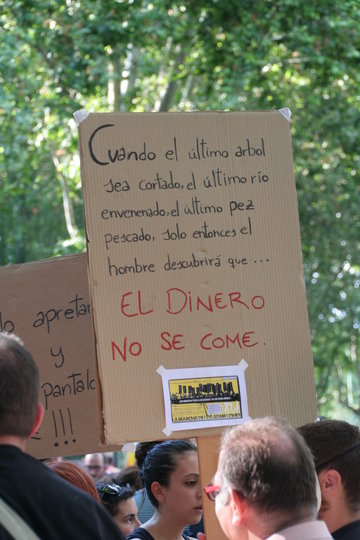 Cuando el último arbol
sea cortado, el último río
envenenado, el último pez
pescado, solo entonces el
hombre descubrirá que ...
EL DINERO
NO SE COME.
apretar
y
pantalo
!!!